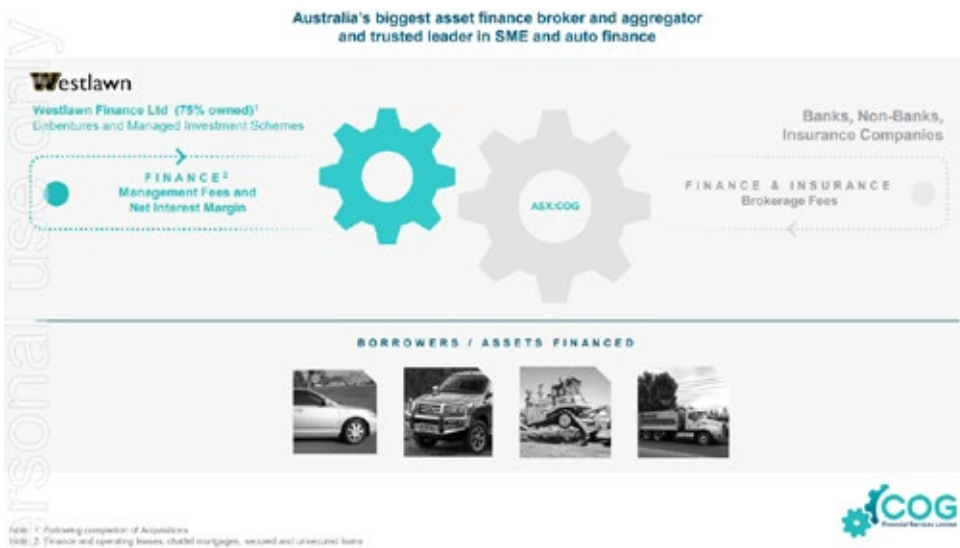 Australia's biggest asset finance broker and aggregator
and trusted leader in SME and auto finance
Westlawn
Westlawn Finance Ltd (75% owned)¹
Debentures and Managed Investment Schemes
FINANCE²
Management Fees and
Net Interest Margin
ASX:COG
Banks, Non-Banks,
Insurance Companies
FINANCE & INSURANCE
Brokerage Fees
BORROWERS / ASSETS FINANCED
COG
Financial Services Limited
Note: 1. Following completion of Acquisitions
Note: 2. Finance and operating leases, chattel mortgages, secured and unsecured loans
ersonal use only